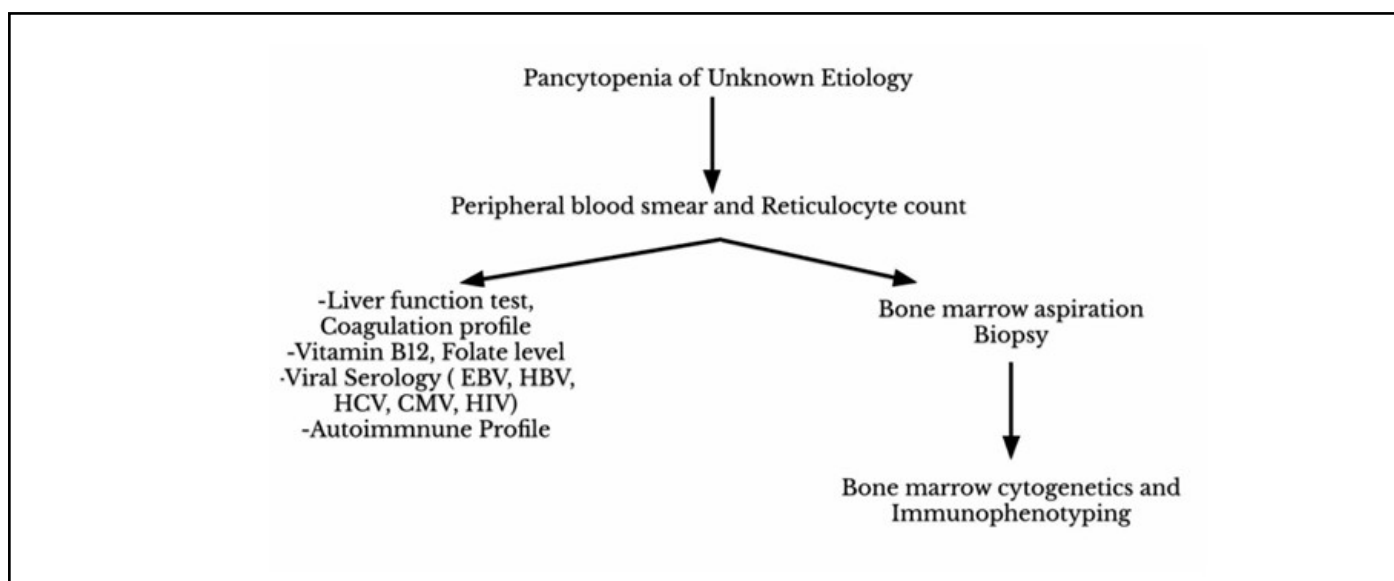 Pancytopenia of Unknown Etiology
Peripheral blood smear and Reticulocyte count
-Liver function test,
Coagulation profile
-Vitamin B12, Folate level
-Viral Serology ( EBV, HBV,
HCV, CMV, HIV)
-Autoimmnune Profile
Bone marrow aspiration
Biopsy
Bone marrow cytogenetics and
Immunophenotyping